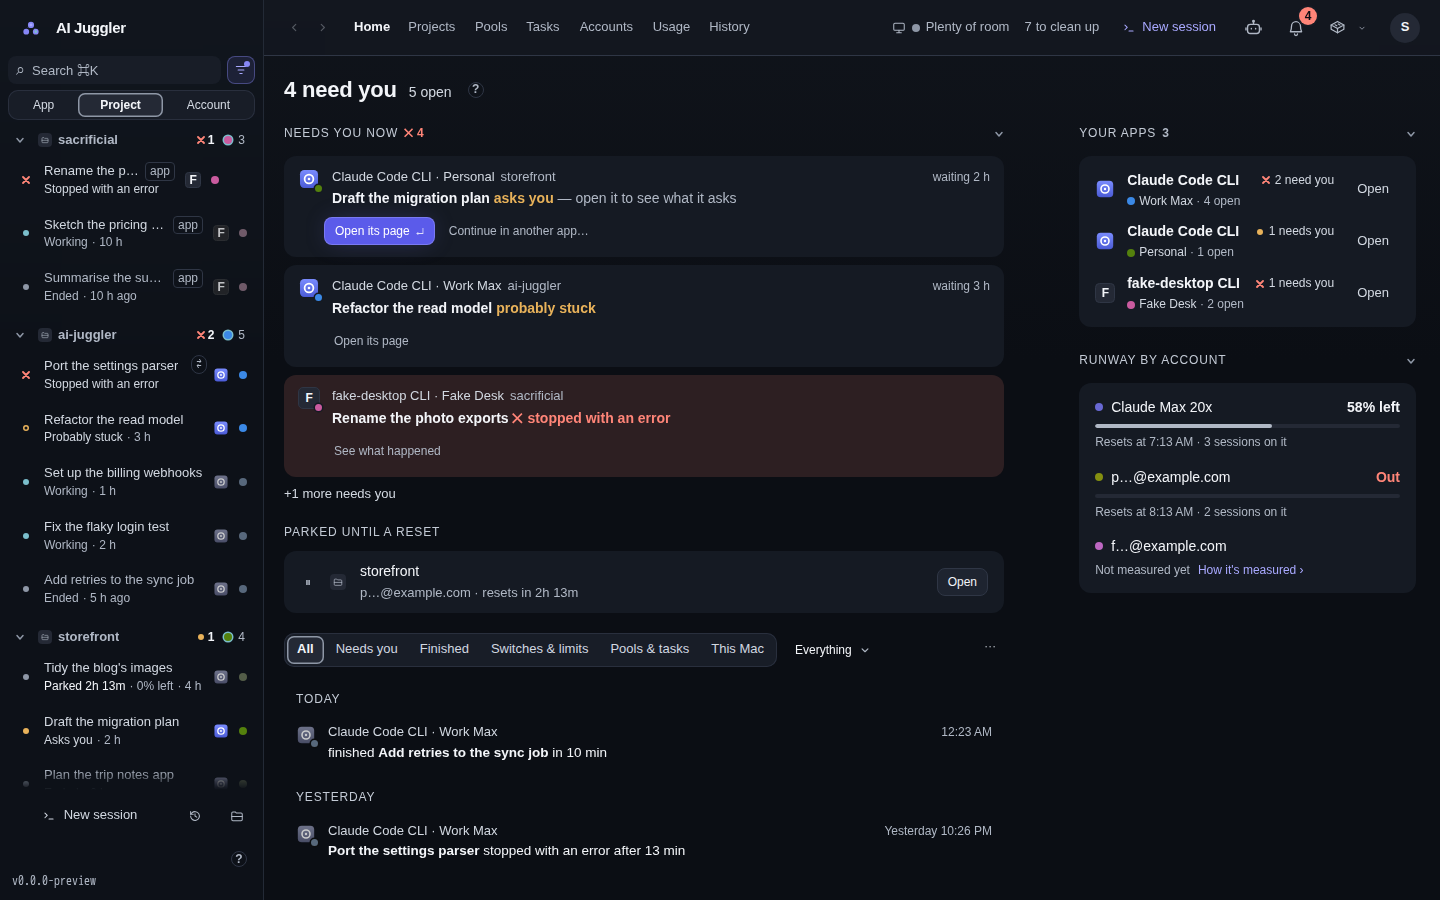 AI Juggler
Search ⌘K
App Project Account
sacrificial 1 3
Rename the p… app F
Stopped with an error
Sketch the pricing … app F
Working · 10 h
Summarise the su… app F
Ended · 10 h ago
ai-juggler 2 5
Port the settings parser
Stopped with an error
Refactor the read model
Probably stuck · 3 h
Set up the billing webhooks
Working · 1 h
Fix the flaky login test
Working · 2 h
Add retries to the sync job
Ended · 5 h ago
storefront 1 4
Tidy the blog's images
Parked 2h 13m · 0% left · 4 h
Draft the migration plan
Asks you · 2 h
Plan the trip notes app
New session
?
v0.0.0-preview
Home Projects Pools Tasks Accounts Usage History
Plenty of room 7 to clean up New session 4 S
4 need you 5 open ?
NEEDS YOU NOW 4
Claude Code CLI · Personal storefront waiting 2 h
Draft the migration plan asks you — open it to see what it asks
Open its page Continue in another app…
Claude Code CLI · Work Max ai-juggler waiting 3 h
Refactor the read model probably stuck
Open its page
F fake-desktop CLI · Fake Desk sacrificial
Rename the photo exports stopped with an error
See what happened
+1 more needs you
PARKED UNTIL A RESET
storefront
p…@example.com · resets in 2h 13m
Open
All Needs you Finished Switches & limits Pools & tasks This Mac Everything …
TODAY
Claude Code CLI · Work Max 12:23 AM
finished Add retries to the sync job in 10 min
YESTERDAY
Claude Code CLI · Work Max Yesterday 10:26 PM
Port the settings parser stopped with an error after 13 min
YOUR APPS 3
Claude Code CLI 2 need you Open
Work Max · 4 open
Claude Code CLI 1 needs you Open
Personal · 1 open
F fake-desktop CLI 1 needs you Open
Fake Desk · 2 open
RUNWAY BY ACCOUNT
Claude Max 20x 58% left
Resets at 7:13 AM · 3 sessions on it
p…@example.com Out
Resets at 8:13 AM · 2 sessions on it
f…@example.com
Not measured yet How it's measured ›